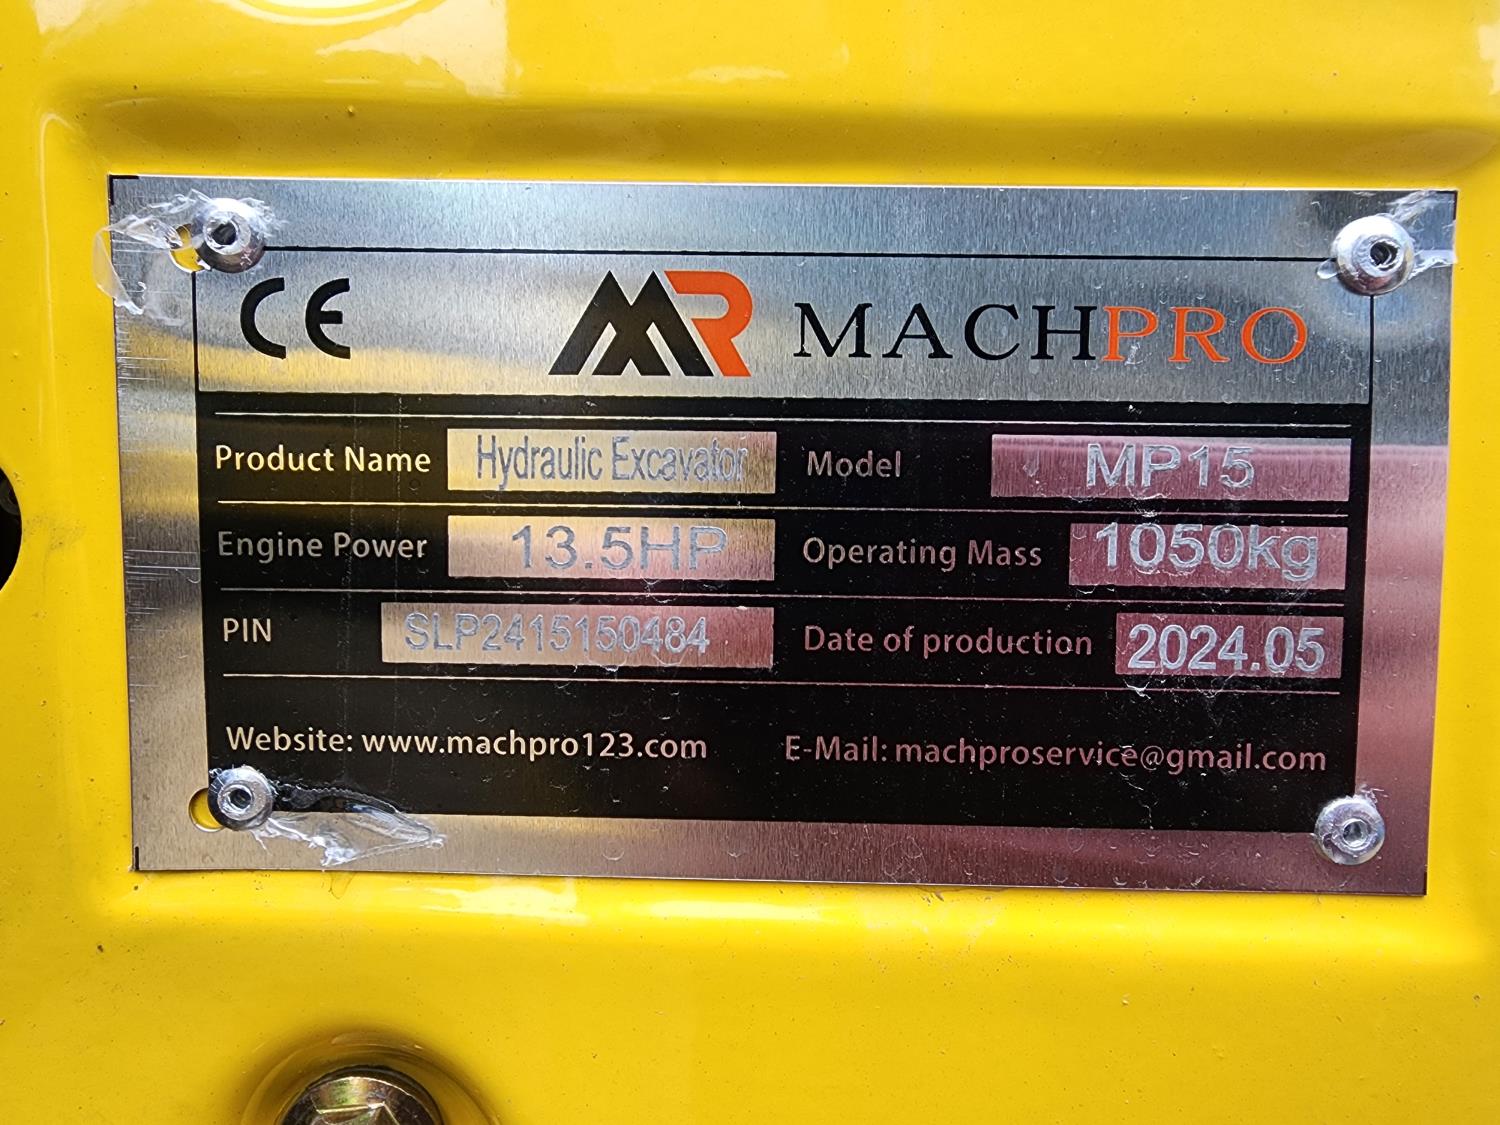 CE MR MACHPRO
Product Name Hydraulic Excavator Model MP15
Engine Power 13.5HP Operating Mass 1050kg
PIN SLP2415150484 Date of production 2024.05
Website: www.machpro123.com E-Mail: machproservice@gmail.com